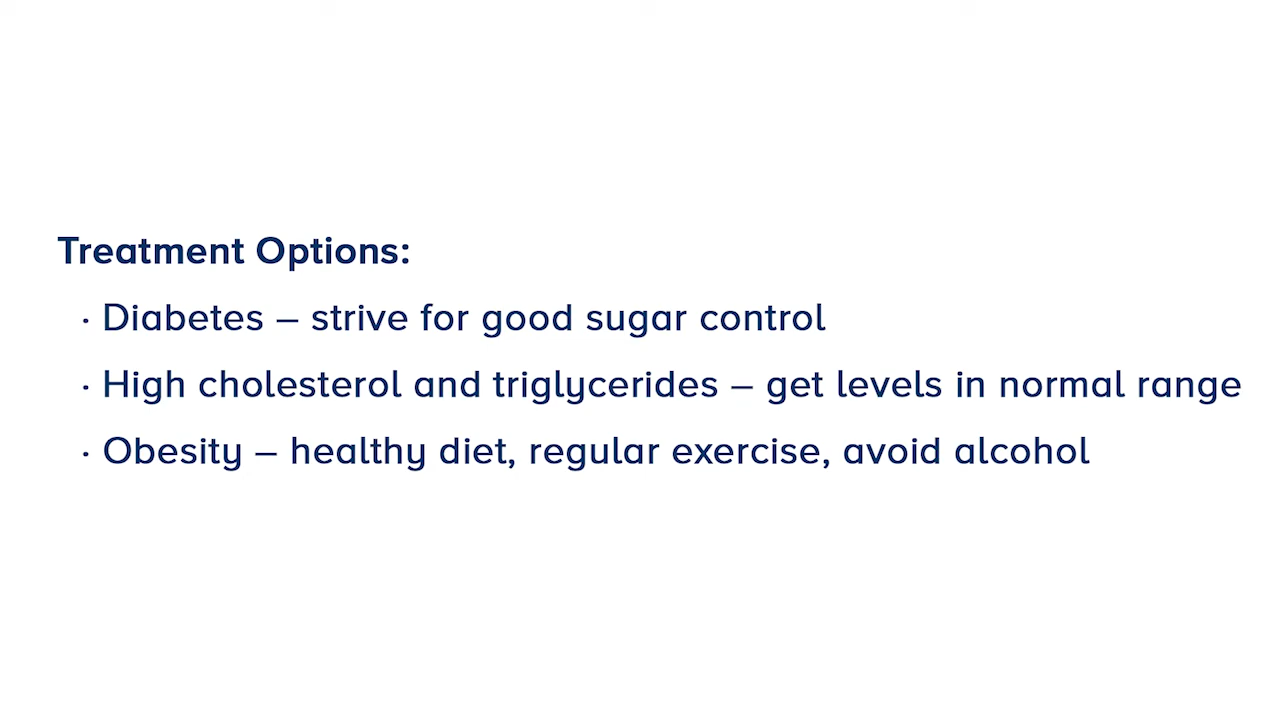 Treatment Options:
· Diabetes – strive for good sugar control
· High cholesterol and triglycerides – get levels in normal range
· Obesity – healthy diet, regular exercise, avoid alcohol